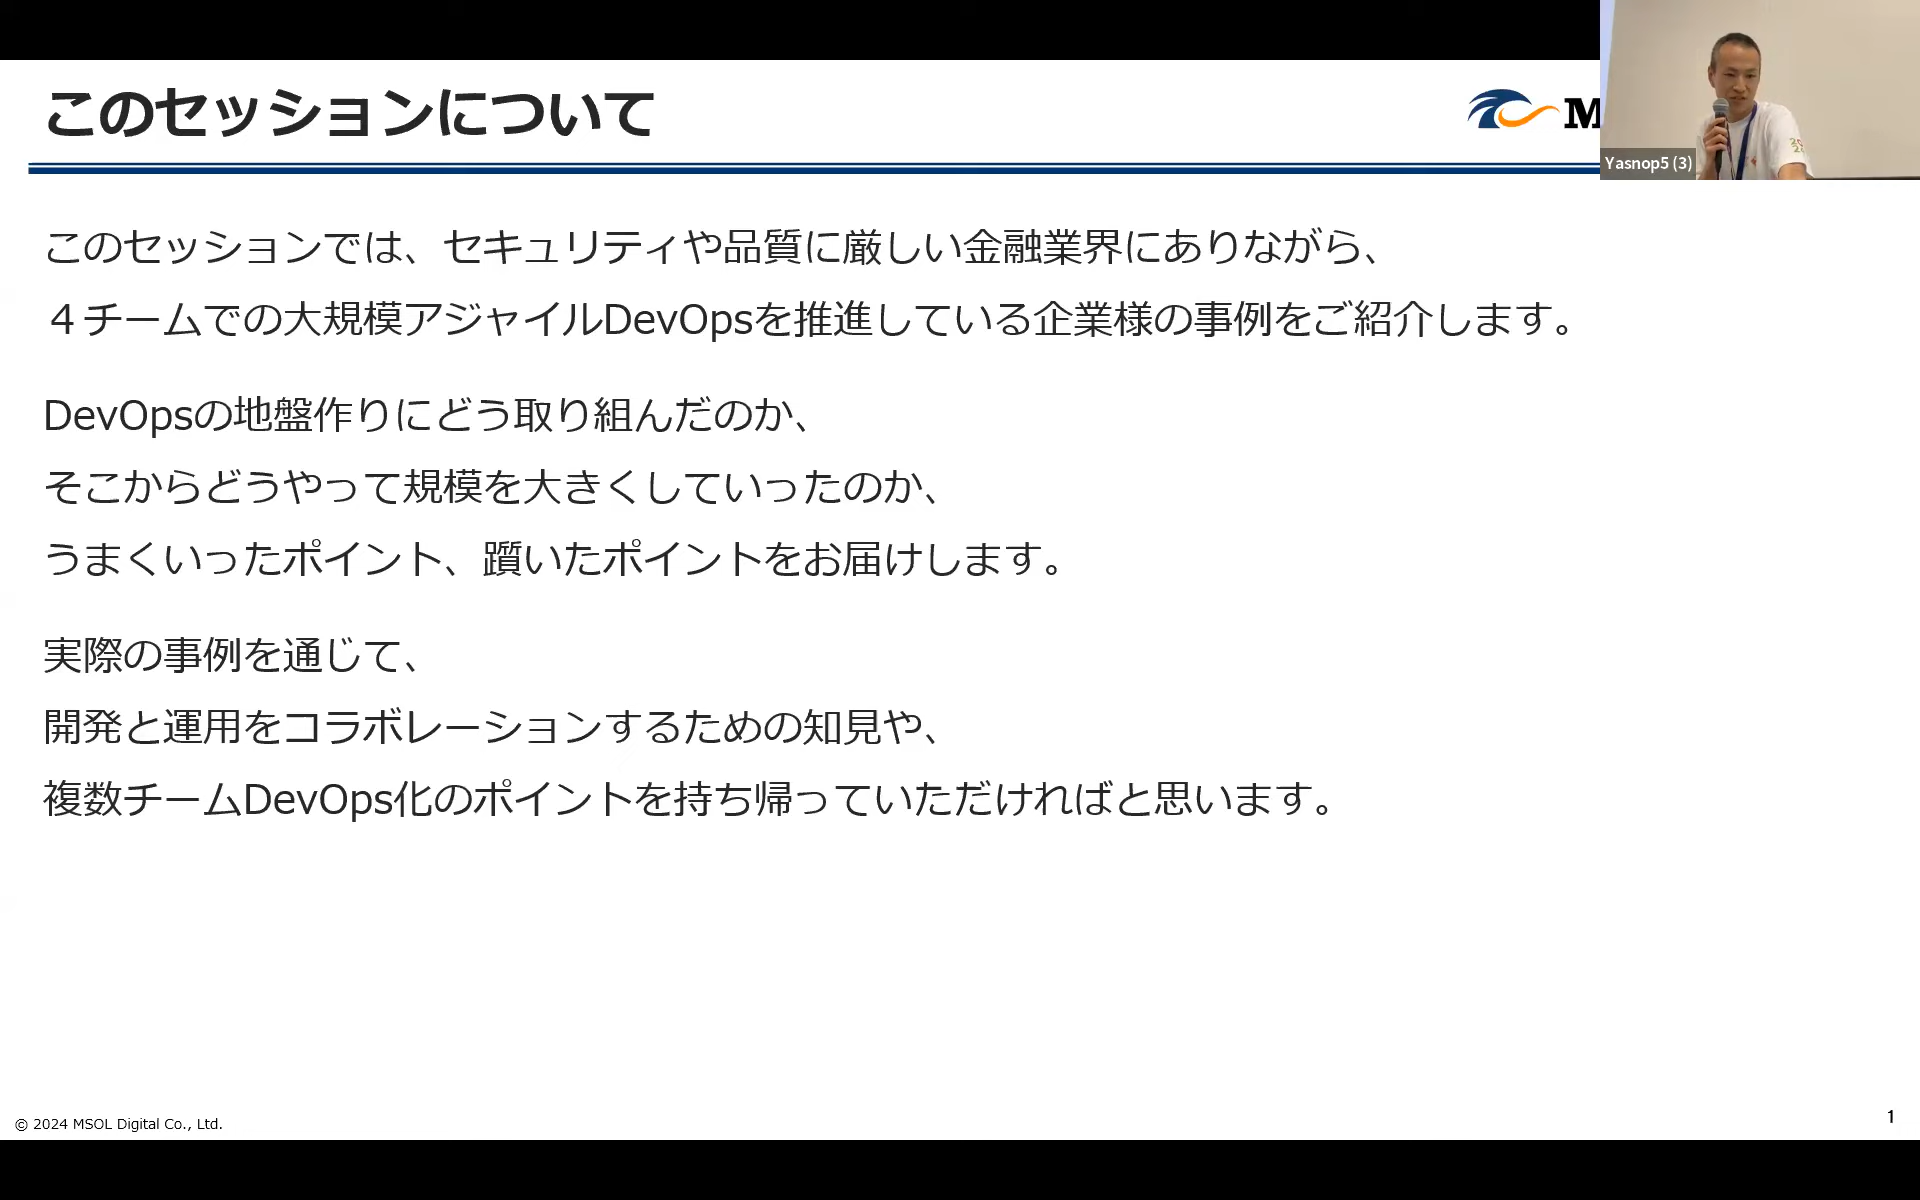 このセッションについて
M
Yasnop5 (3)
このセッションでは、セキュリティや品質に厳しい金融業界にありながら、
４チームでの大規模アジャイルDevOpsを推進している企業様の事例をご紹介します。
DevOpsの地盤作りにどう取り組んだのか、
そこからどうやって規模を大きくしていったのか、
うまくいったポイント、躓いたポイントをお届けします。
実際の事例を通じて、
開発と運用をコラボレーションするための知見や、
複数チームDevOps化のポイントを持ち帰っていただければと思います。
© 2024 MSOL Digital Co., Ltd.
1